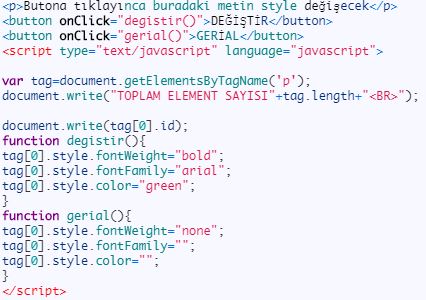 <p>Butona tıklayınca buradaki metin style değişecek</p>
<button onClick="degistir()">DEĞİŞTİR</button>
<button onClick="gerial()">GERİAL</button>
<script type="text/javascript" language="javascript">
var tag=document.getElementsByTagName('p');
document.write("TOPLAM ELEMENT SAYISI"+tag.length+"<BR>");
document.write(tag[0].id);
function degistir(){
tag[0].style.fontWeight="bold";
tag[0].style.fontFamily="arial";
tag[0].style.color="green";
}
function gerial(){
tag[0].style.fontWeight="none";
tag[0].style.fontFamily="";
tag[0].style.color="";
}
</script>